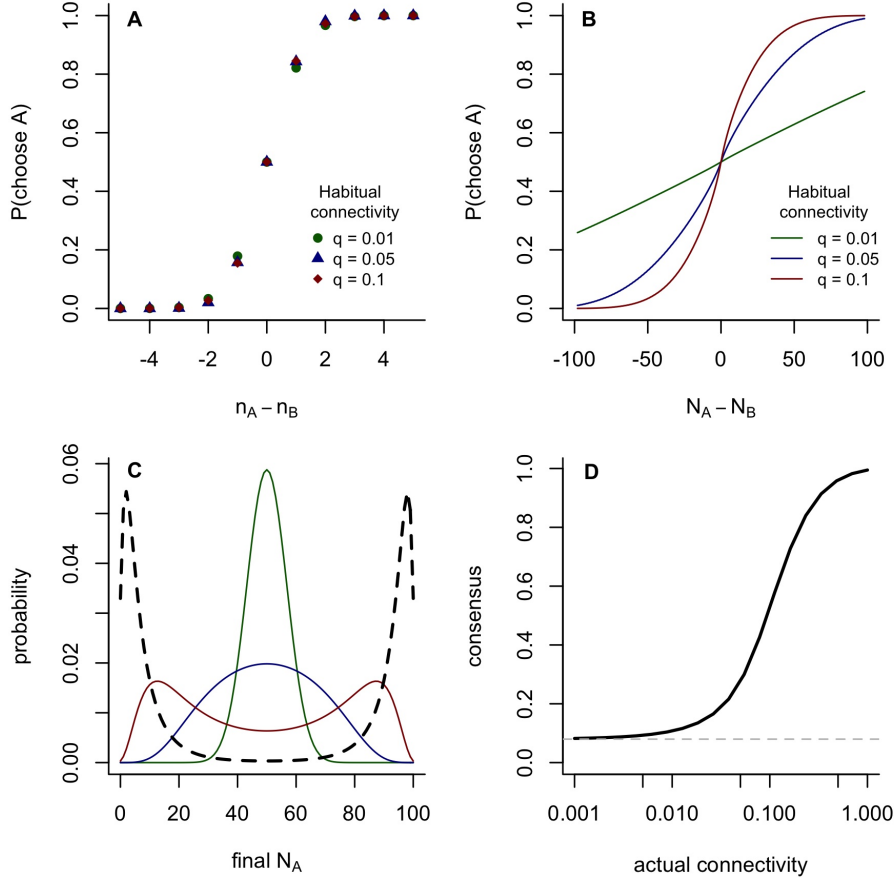 A
1.0
0.8
0.6
0.4
0.2
0.0
P(choose A)
Habitual
connectivity
q = 0.01
q = 0.05
q = 0.1
-4 -2 0 2 4
nA – nB
B
1.0
0.8
0.6
0.4
0.2
0.0
P(choose A)
Habitual
connectivity
q = 0.01
q = 0.05
q = 0.1
-100 -50 0 50 100
NA – NB
C
0.06
0.04
0.02
0.00
probability
0 20 40 60 80 100
final NA
D
1.0
0.8
0.6
0.4
0.2
0.0
consensus
0.001 0.010 0.100 1.000
actual connectivity